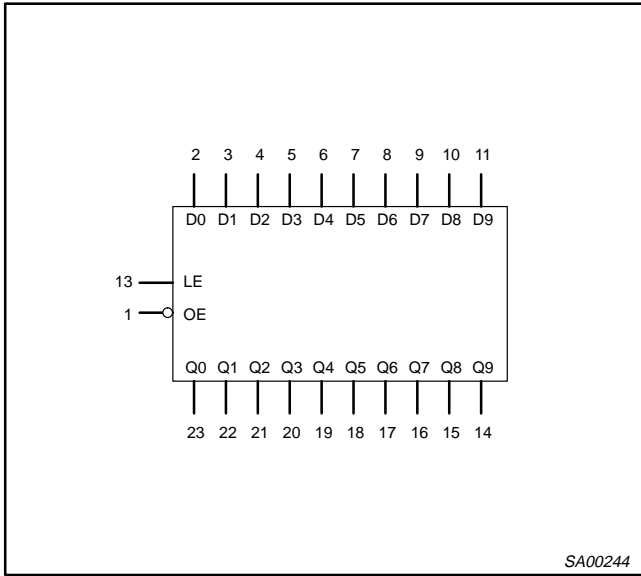 2 3 4 5 6 7 8 9 10 11
D0 D1 D2 D3 D4 D5 D6 D7 D8 D9
13 LE
1 OE
Q0 Q1 Q2 Q3 Q4 Q5 Q6 Q7 Q8 Q9
23 22 21 20 19 18 17 16 15 14
SA00244